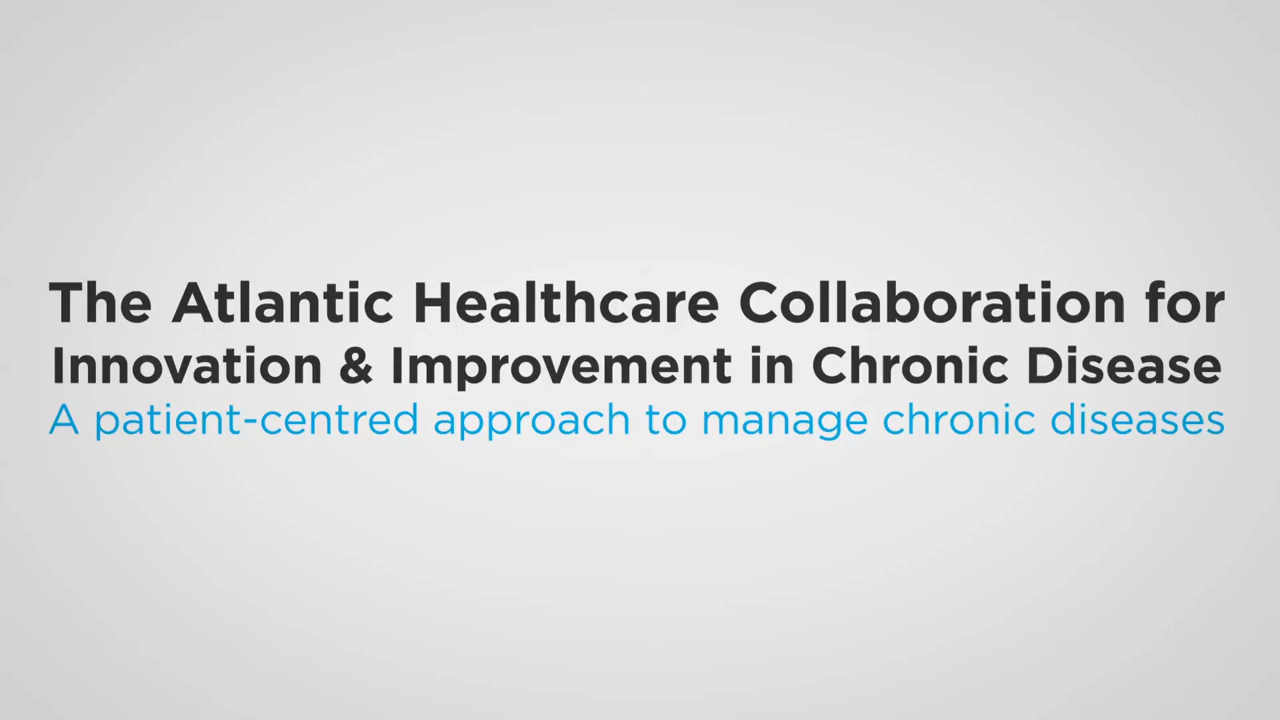 The Atlantic Healthcare Collaboration for
Innovation & Improvement in Chronic Disease
A patient-centred approach to manage chronic diseases